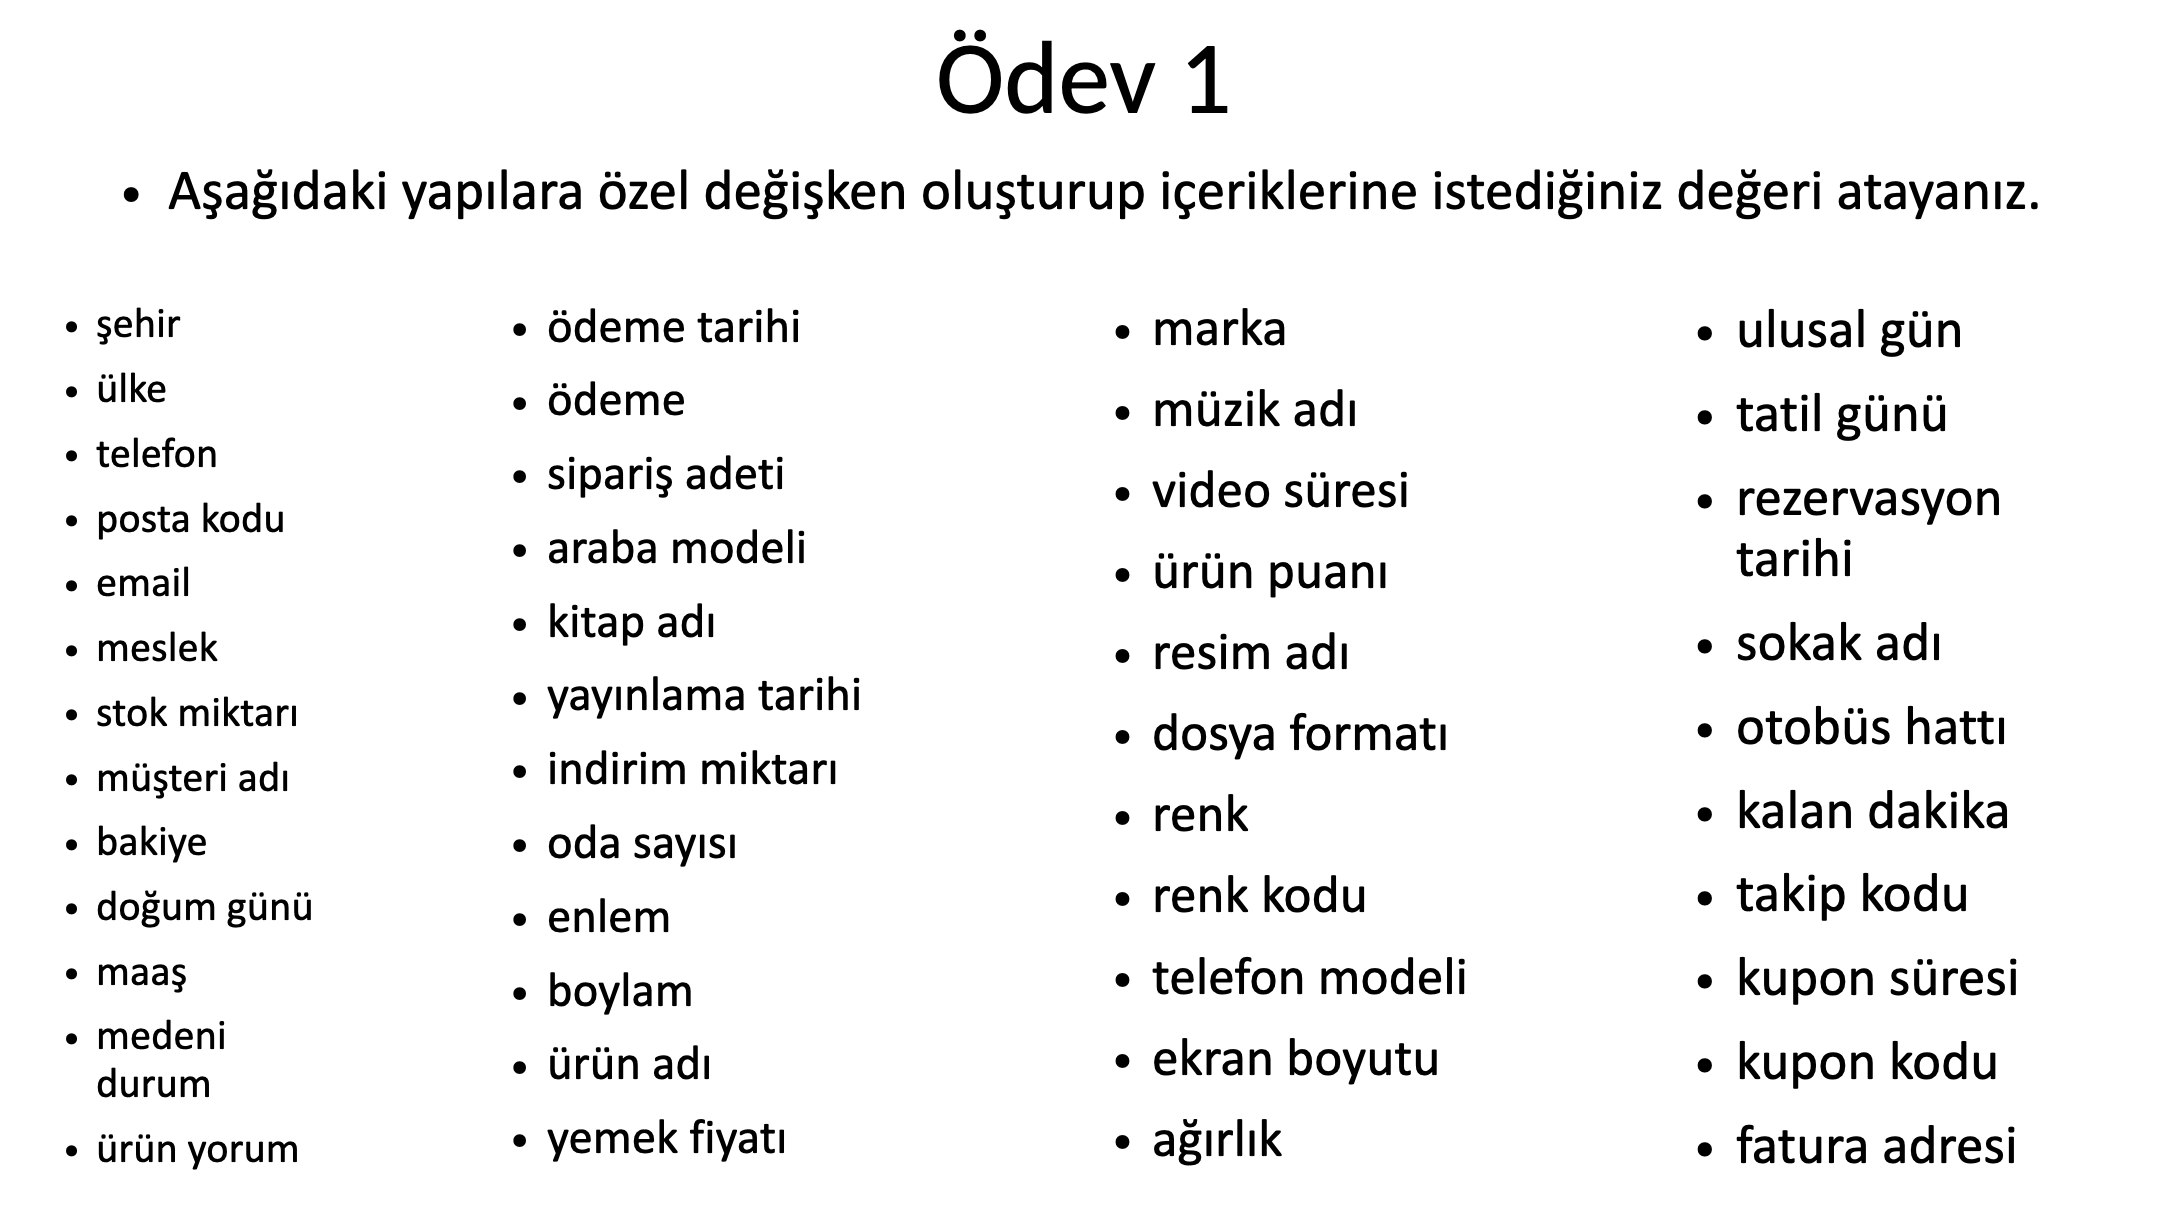 Ödev 1
• Aşağıdaki yapılara özel değişken oluşturup içeriklerine istediğiniz değeri atayanız.
• şehir
• ülke
• telefon
• posta kodu
• email
• meslek
• stok miktarı
• müşteri adı
• bakiye
• doğum günü
• maaş
• medeni
durum
• ürün yorum
• ödeme tarihi
• ödeme
• sipariş adeti
• araba modeli
• kitap adı
• yayınlama tarihi
• indirim miktarı
• oda sayısı
• enlem
• boylam
• ürün adı
• yemek fiyatı
• marka
• müzik adı
• video süresi
• ürün puanı
• resim adı
• dosya formatı
• renk
• renk kodu
• telefon modeli
• ekran boyutu
• ağırlık
• ulusal gün
• tatil günü
• rezervasyon
tarihi
• sokak adı
• otobüs hattı
• kalan dakika
• takip kodu
• kupon süresi
• kupon kodu
• fatura adresi